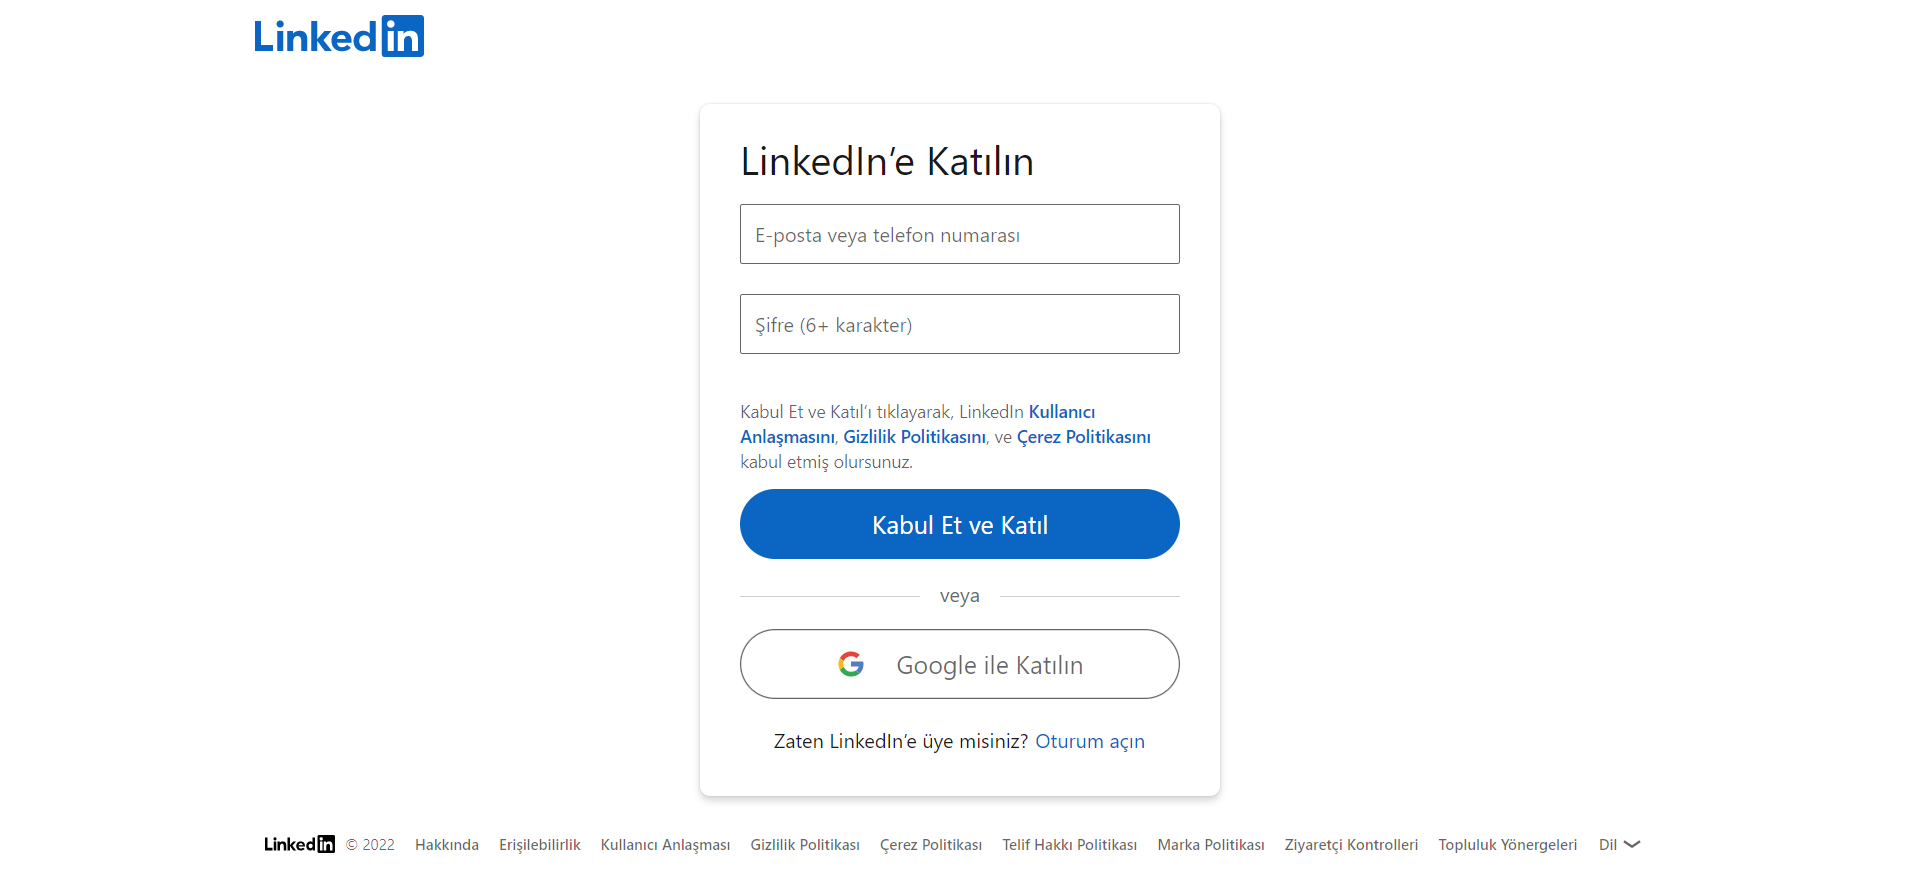 Linkedin
LinkedIn’e Katılın
E-posta veya telefon numarası
Şifre (6+ karakter)
Kabul Et ve Katıl’ı tıklayarak, LinkedIn Kullanıcı
Anlaşmasını, Gizlilik Politikasını, ve Çerez Politikasını
kabul etmiş olursunuz.
Kabul Et ve Katıl
veya
Google ile Katılın
Zaten LinkedIn’e üye misiniz? Oturum açın
Linkedin © 2022 Hakkında Erişilebilirlik Kullanıcı Anlaşması Gizlilik Politikası Çerez Politikası Telif Hakkı Politikası Marka Politikası Ziyaretçi Kontrolleri Topluluk Yönergeleri Dil